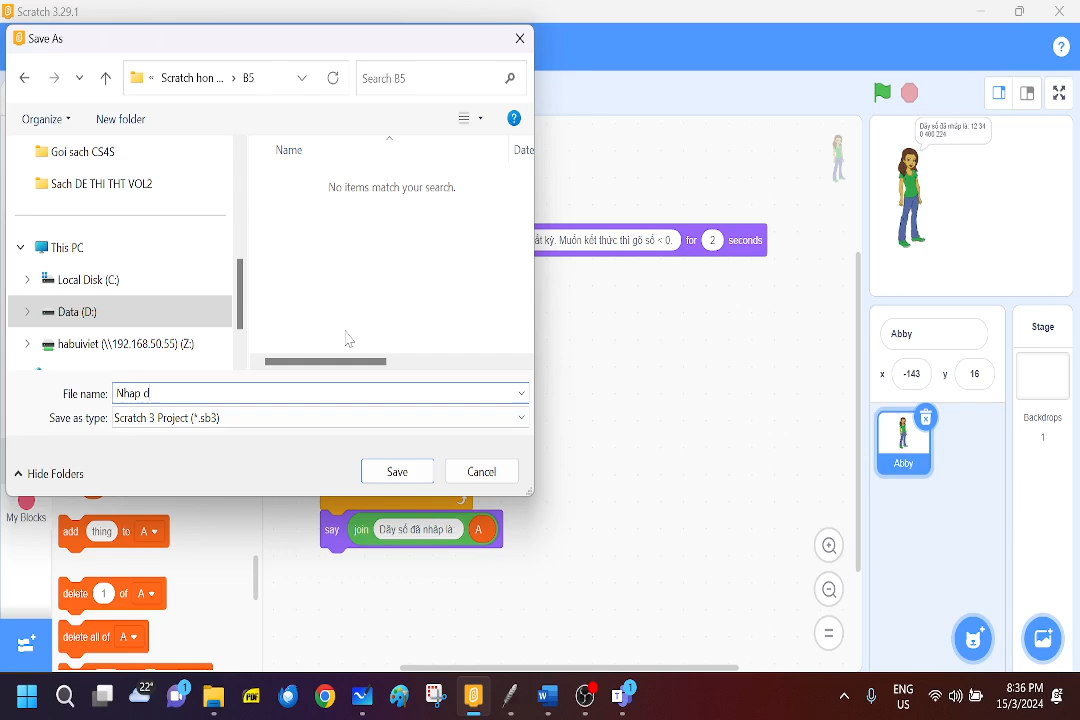 Scratch 3.29.1
Save As
« Scratch hon ... › B5
Search B5
Organize
New folder
Goi sach CS4S
Sach DE THI THT VOL2
This PC
Local Disk (C:)
Data (D:)
habuiviet (\\192.168.50.55) (Z:)
Name
Date
No items match your search.
File name: Nhap d
Save as type: Scratch 3 Project (*.sb3)
Hide Folders
Save
Cancel
ất kỳ. Muốn kết thúc thì gõ số < 0. for 2 seconds
say join Dãy số đã nhập là: A
My Blocks
add thing to A
delete 1 of A
delete all of A
Dãy số đã nhập là: 12 34
0 400 224
Abby
x -143 y 16
Abby
Stage
Backdrops
1
22°
1
PDF
1
ENG
US
8:36 PM
15/3/2024